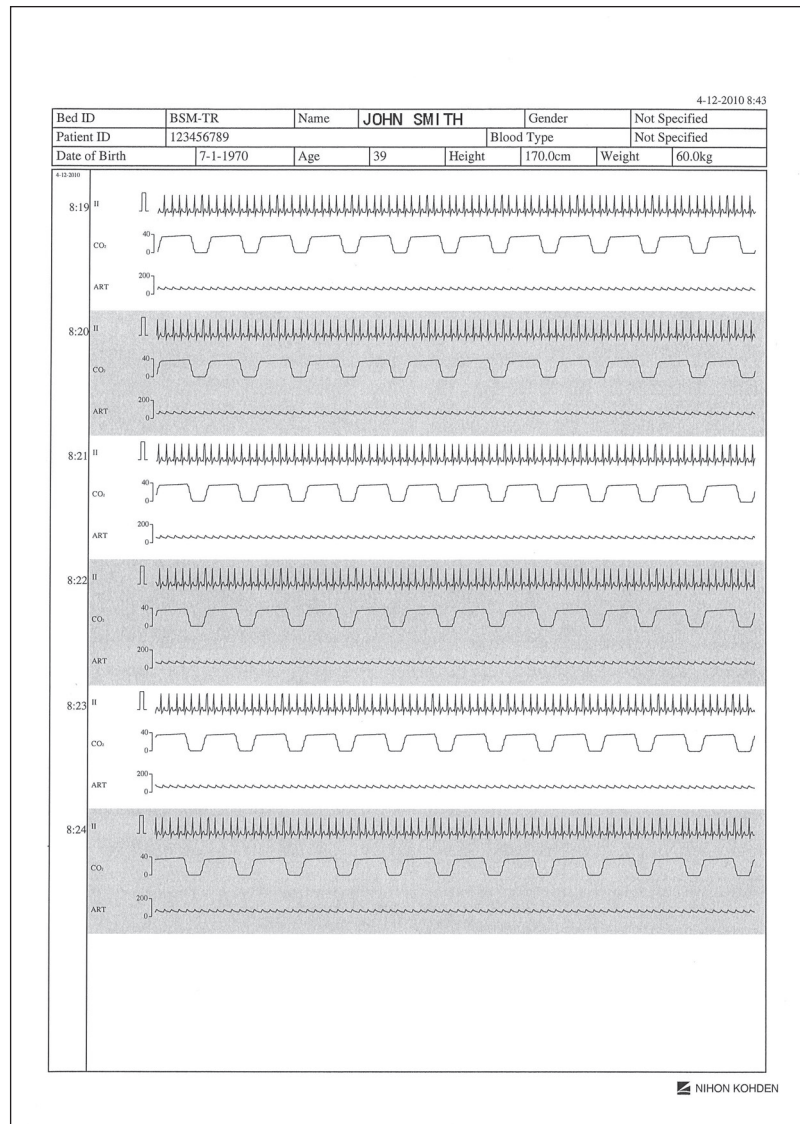 4-12-2010 8:43
Bed ID BSM-TR Name JOHN SMITH Gender Not Specified
Patient ID 123456789 Blood Type Not Specified
Date of Birth 7-1-1970 Age 39 Height 170.0cm Weight 60.0kg
4-12-2010
8:19 II
CO₂ 40 0
ART 200 0
8:20 II
CO₂ 40 0
ART 200 0
8:21 II
CO₂ 40 0
ART 200 0
8:22 II
CO₂ 40 0
ART 200 0
8:23 II
CO₂ 40 0
ART 200 0
8:24 II
CO₂ 40 0
ART 200 0
NIHON KOHDEN